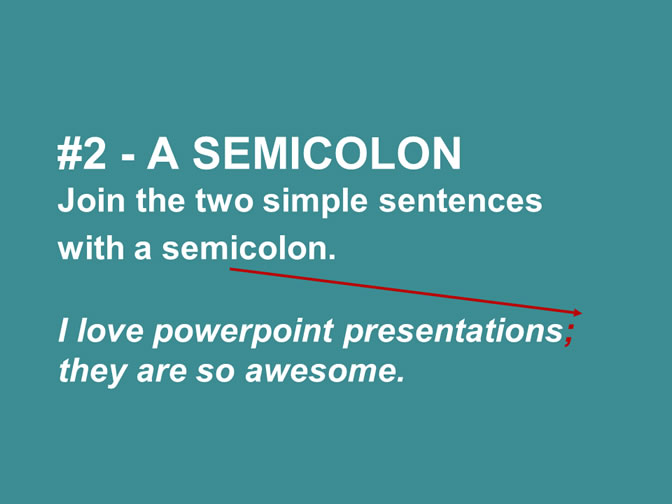 #2 - A SEMICOLON
Join the two simple sentences
with a semicolon.
I love powerpoint presentations;
they are so awesome.